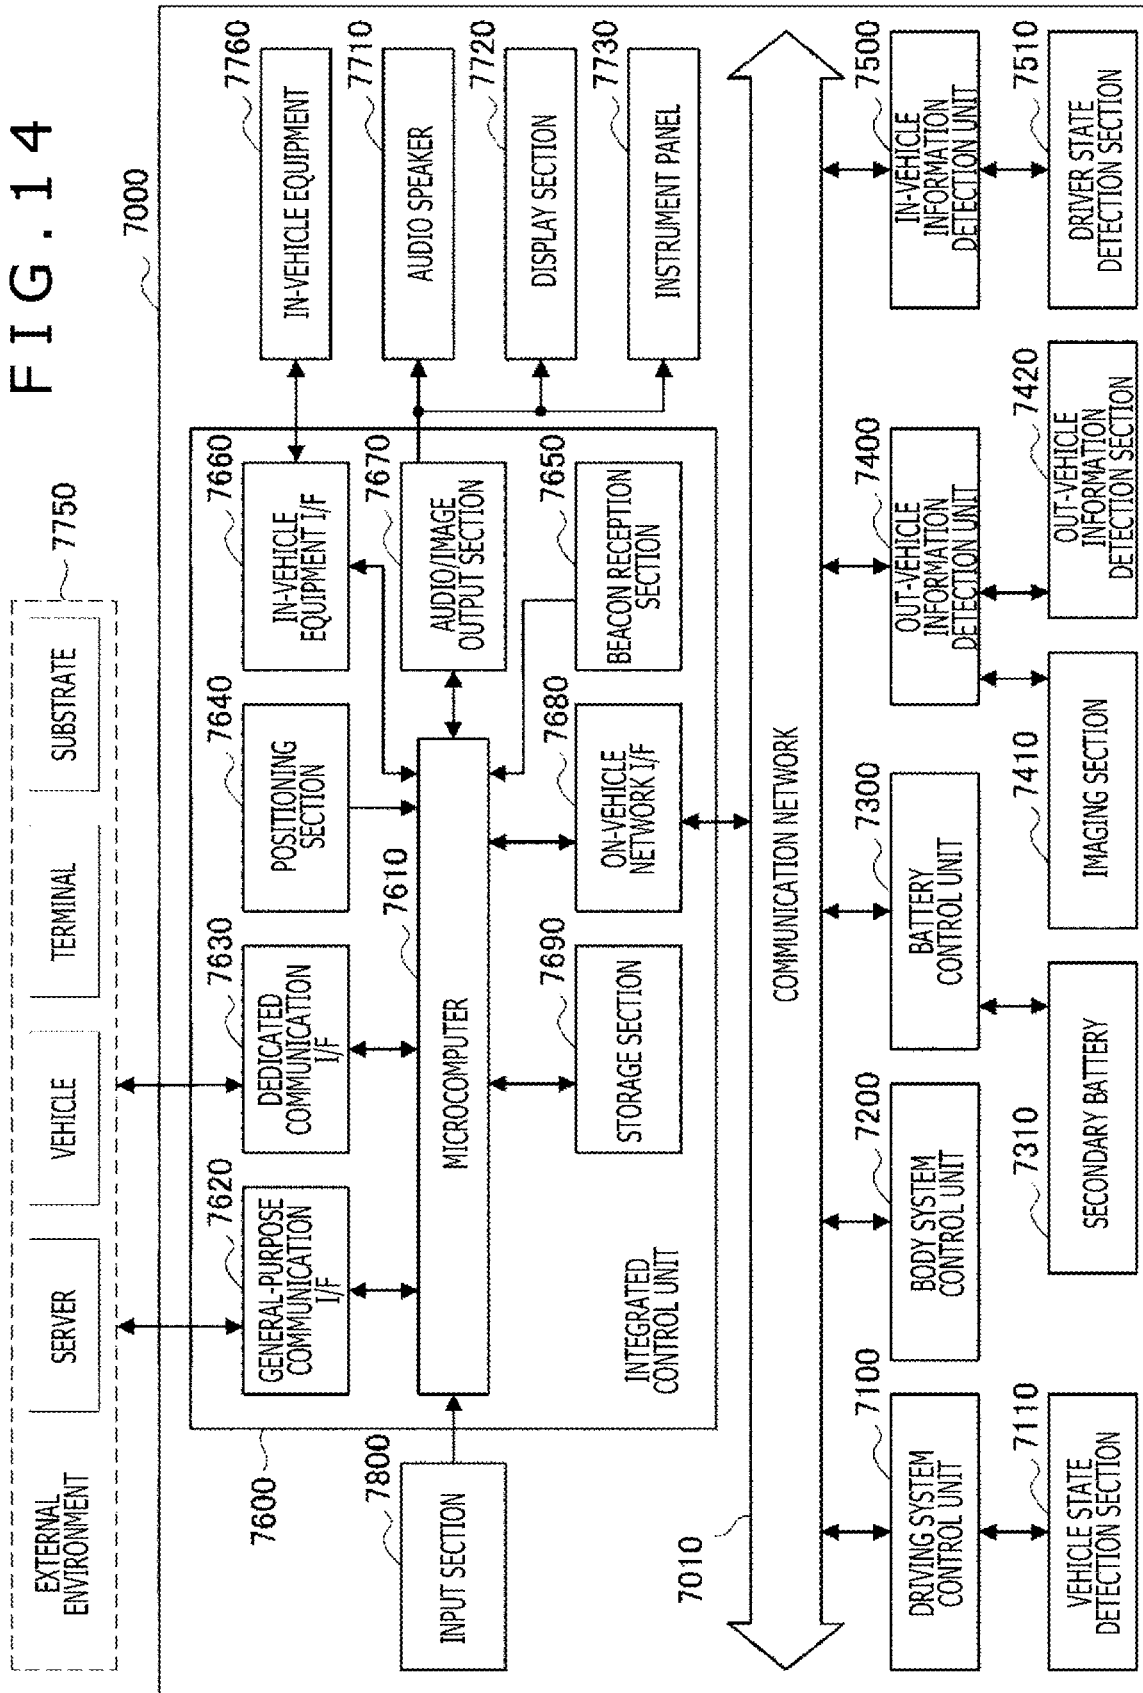 FIG.14
7000
EXTERNAL
ENVIRONMENT
SERVER
VEHICLE
TERMINAL
SUBSTRATE
7750
7600
7620
GENERAL-PURPOSE
COMMUNICATION
I/F
7630
DEDICATED
COMMUNICATION
I/F
7640
POSITIONING
SECTION
7660
IN-VEHICLE
EQUIPMENT I/F
7760
IN-VEHICLE EQUIPMENT
7800
INPUT SECTION
7610
MICROCOMPUTER
7670
AUDIO/IMAGE
OUTPUT SECTION
7710
AUDIO SPEAKER
7720
DISPLAY SECTION
7730
INSTRUMENT PANEL
INTEGRATED
CONTROL UNIT
7690
STORAGE SECTION
7680
ON-VEHICLE
NETWORK I/F
7650
BEACON RECEPTION
SECTION
7010
COMMUNICATION NETWORK
7100
DRIVING SYSTEM
CONTROL UNIT
7200
BODY SYSTEM
CONTROL UNIT
7300
BATTERY
CONTROL UNIT
7400
OUT-VEHICLE
INFORMATION
DETECTION UNIT
7500
IN-VEHICLE
INFORMATION
DETECTION UNIT
7110
VEHICLE STATE
DETECTION SECTION
7310
SECONDARY BATTERY
7410
IMAGING SECTION
7420
OUT-VEHICLE
INFORMATION
DETECTION SECTION
7510
DRIVER STATE
DETECTION SECTION